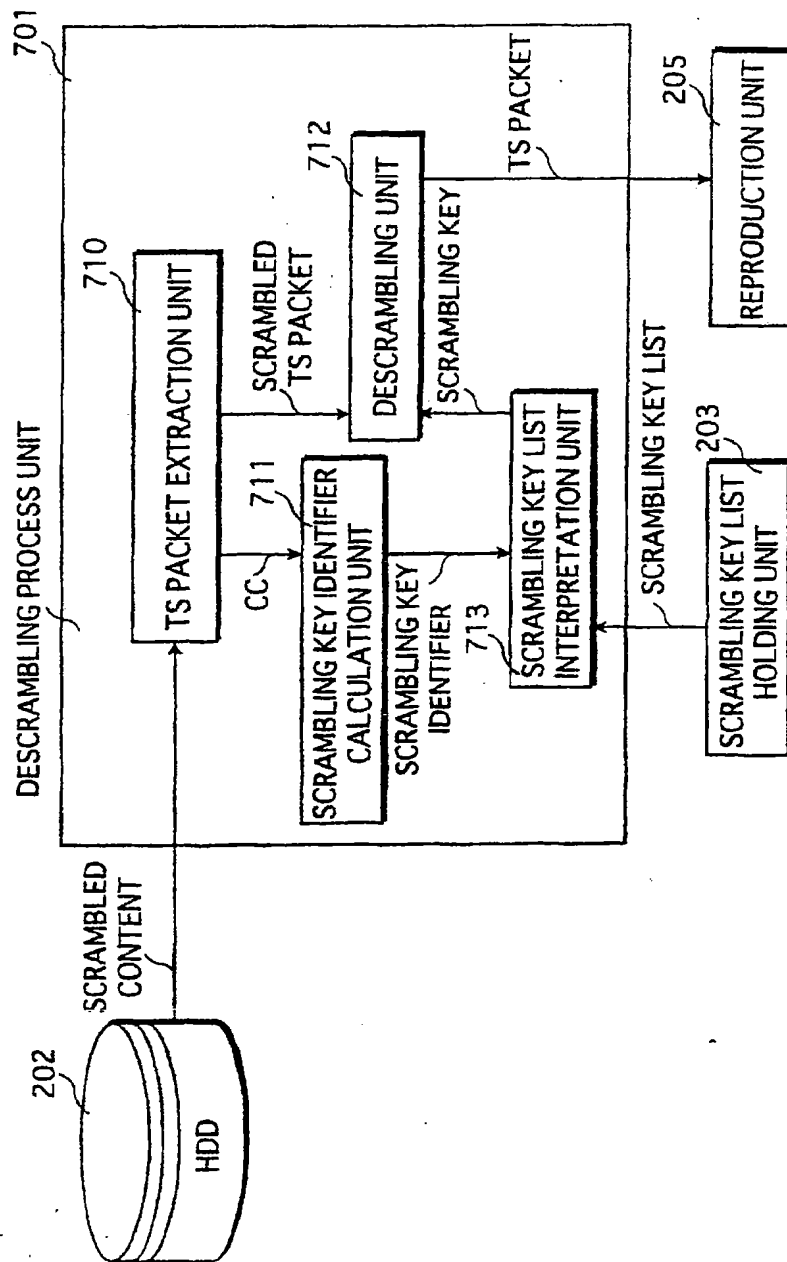 DESCRAMBLING PROCESS UNIT
701
202
HDD
SCRAMBLED
CONTENT
710
TS PACKET EXTRACTION UNIT
CC
SCRAMBLED
TS PACKET
711
SCRAMBLING KEY IDENTIFIER
CALCULATION UNIT
712
DESCRAMBLING UNIT
SCRAMBLING KEY
IDENTIFIER
SCRAMBLING KEY
713
SCRAMBLING KEY LIST
INTERPRETATION UNIT
TS PACKET
SCRAMBLING KEY LIST
203
SCRAMBLING KEY LIST
HOLDING UNIT
205
REPRODUCTION UNIT